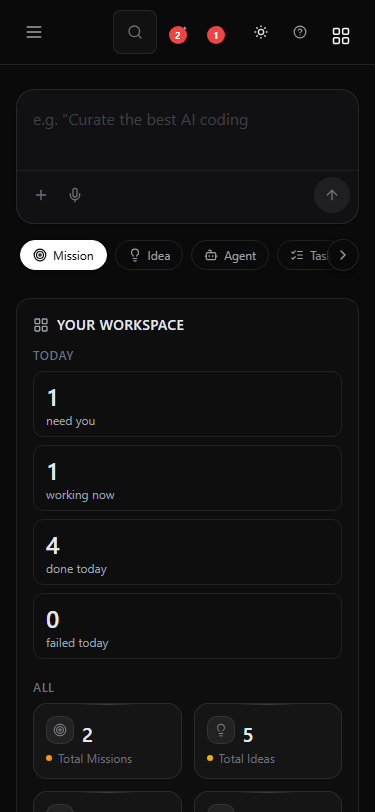 2
1
e.g. "Curate the best AI coding
Mission
Idea
Agent
Tas
YOUR WORKSPACE
TODAY
1
need you
1
working now
4
done today
0
failed today
ALL
2
Total Missions
5
Total Ideas